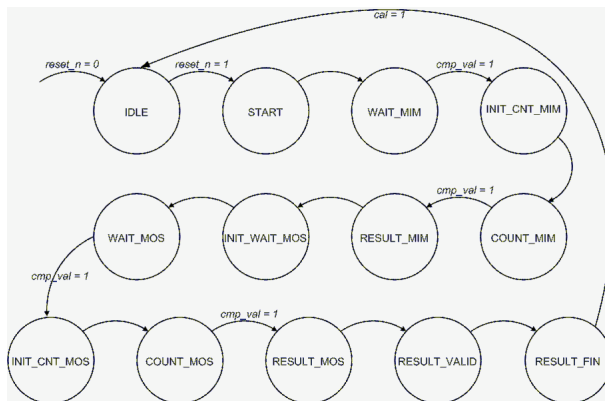 cal = 1
reset_n = 0
reset_n = 1
cmp_val = 1
IDLE
START
WAIT_MIM
INIT_CNT_MIM
cmp_val = 1
WAIT_MOS
INIT_WAIT_MOS
RESULT_MIM
COUNT_MIM
cmp_val = 1
cmp_val = 1
INIT_CNT_MOS
COUNT_MOS
RESULT_MOS
RESULT_VALID
RESULT_FIN